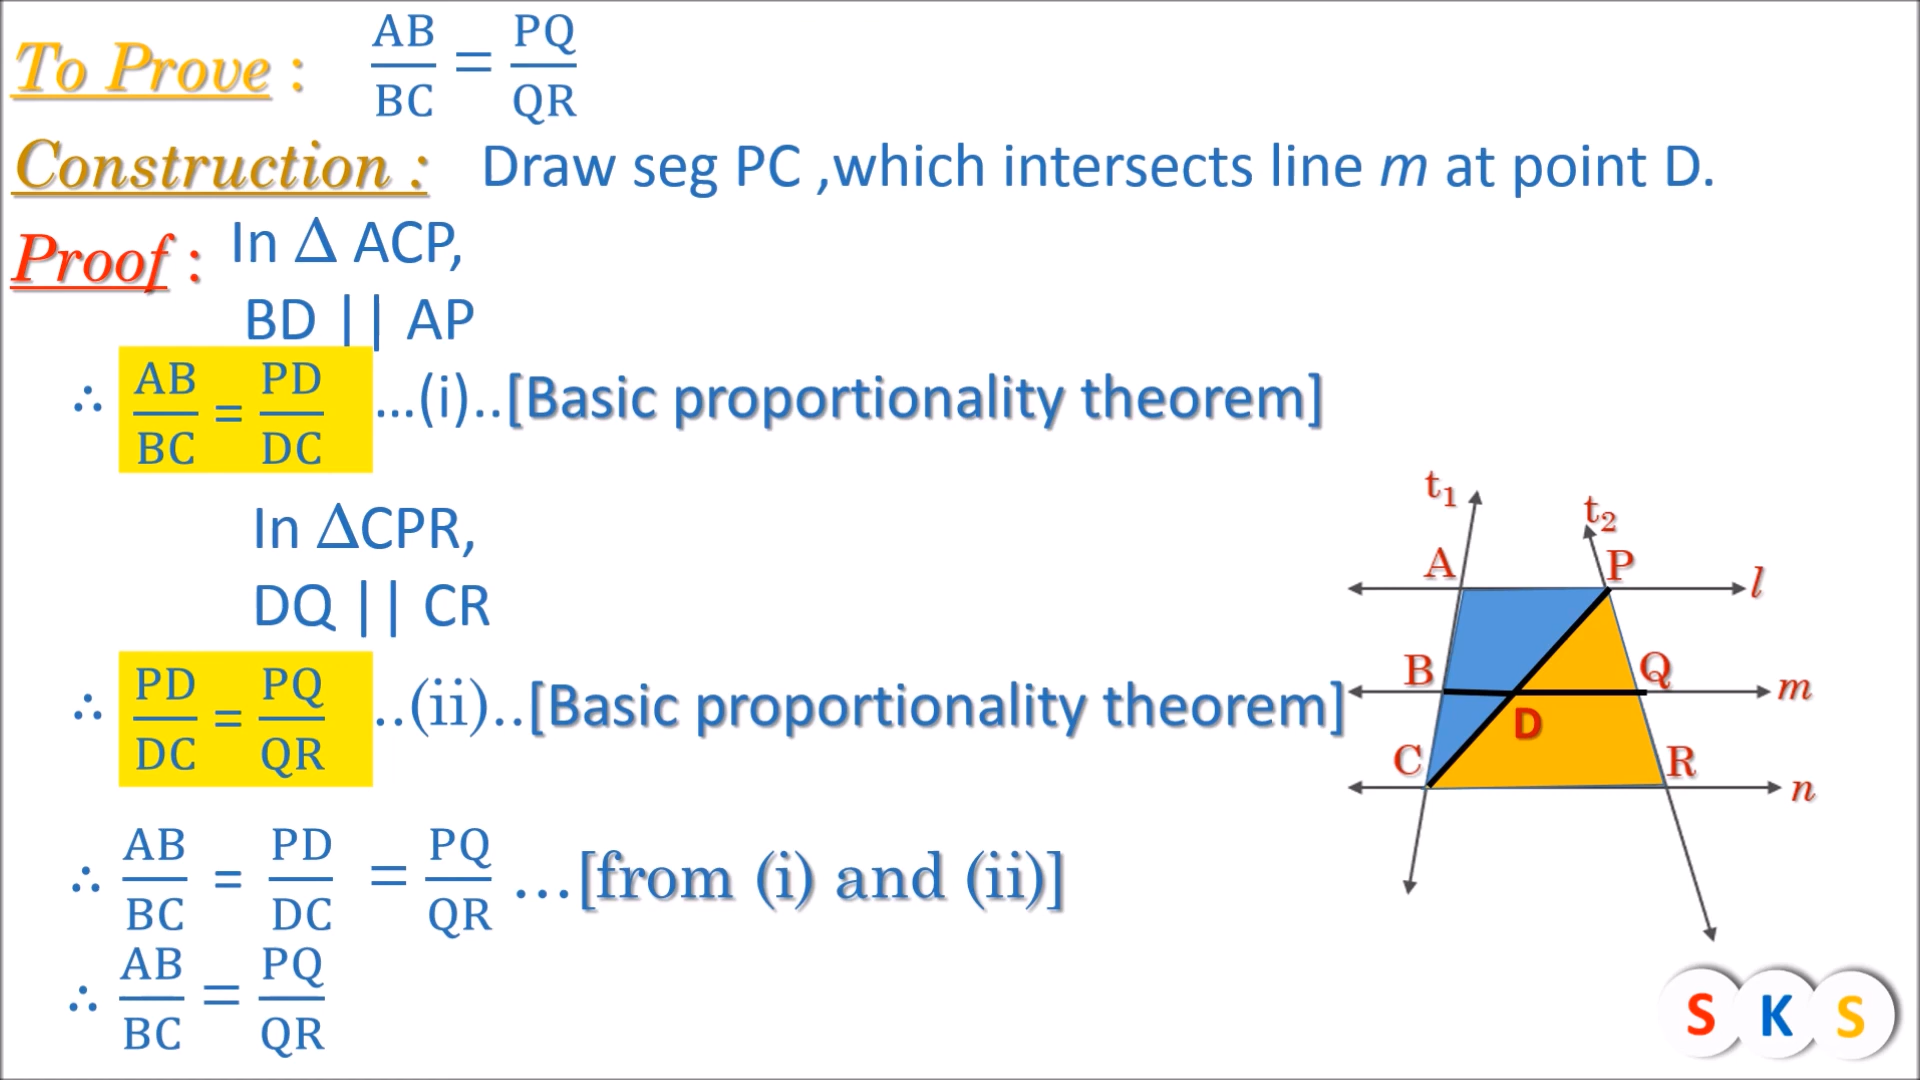 To Prove : AB/BC = PQ/QR
Construction : Draw seg PC ,which intersects line m at point D.
Proof : In Δ ACP,
BD || AP
∴ AB/BC = PD/DC ...(i)..[Basic proportionality theorem]
In ΔCPR,
DQ || CR
∴ PD/DC = PQ/QR ..(ii)..[Basic proportionality theorem]
∴ AB/BC = PD/DC = PQ/QR ...[from (i) and (ii)]
∴ AB/BC = PQ/QR
t₁
t₂
A P l
B Q m
D
C R n
S K S